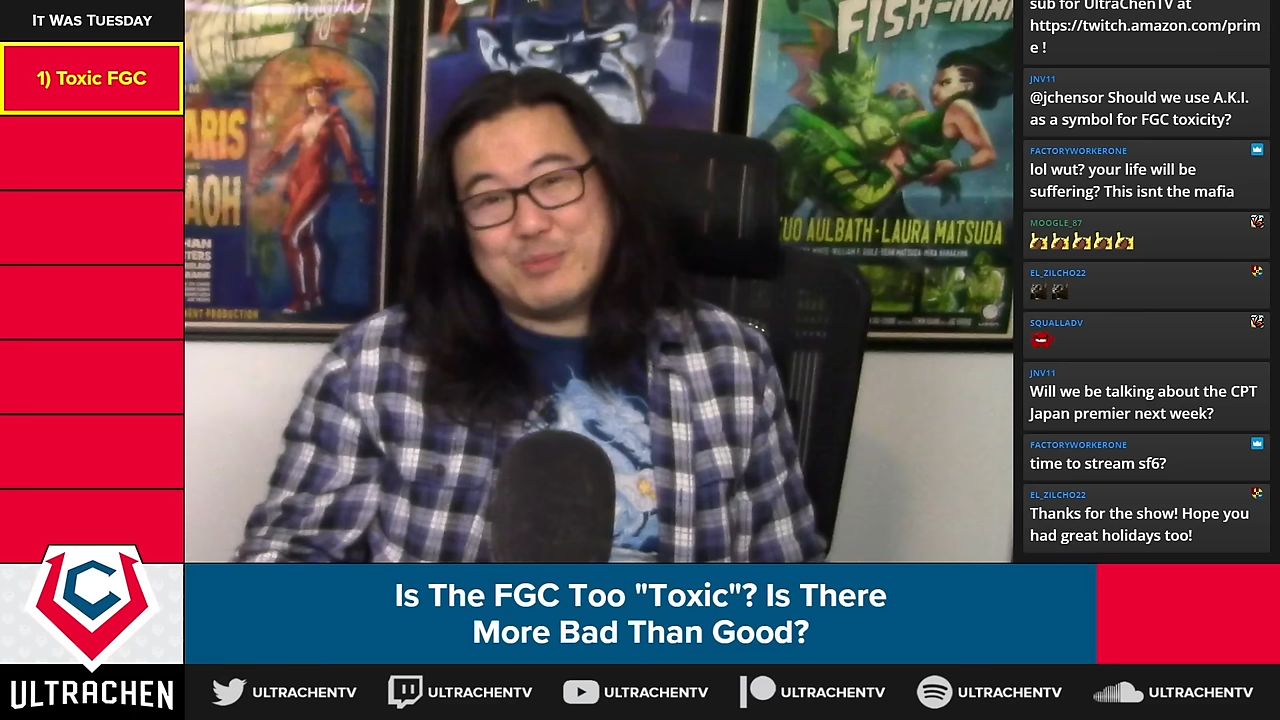 It Was Tuesday
1) Toxic FGC
ARIS
AOH
FISH-MAN
KUO AULBATH · LAURA MATSUDA
sub for UltraChenTV at
https://twitch.amazon.com/prim
e !
JNV11
@jchensor Should we use A.K.I.
as a symbol for FGC toxicity?
FACTORYWORKERONE
lol wut? your life will be
suffering? This isnt the mafia
MOOGLE_87
EL_ZILCHO22
SQUALLADV
JNV11
Will we be talking about the CPT
Japan premier next week?
FACTORYWORKERONE
time to stream sf6?
EL_ZILCHO22
Thanks for the show! Hope you
had great holidays too!
Is The FGC Too "Toxic"? Is There
More Bad Than Good?
ULTRACHEN
ULTRACHENTV
ULTRACHENTV
ULTRACHENTV
ULTRACHENTV
ULTRACHENTV
ULTRACHENTV